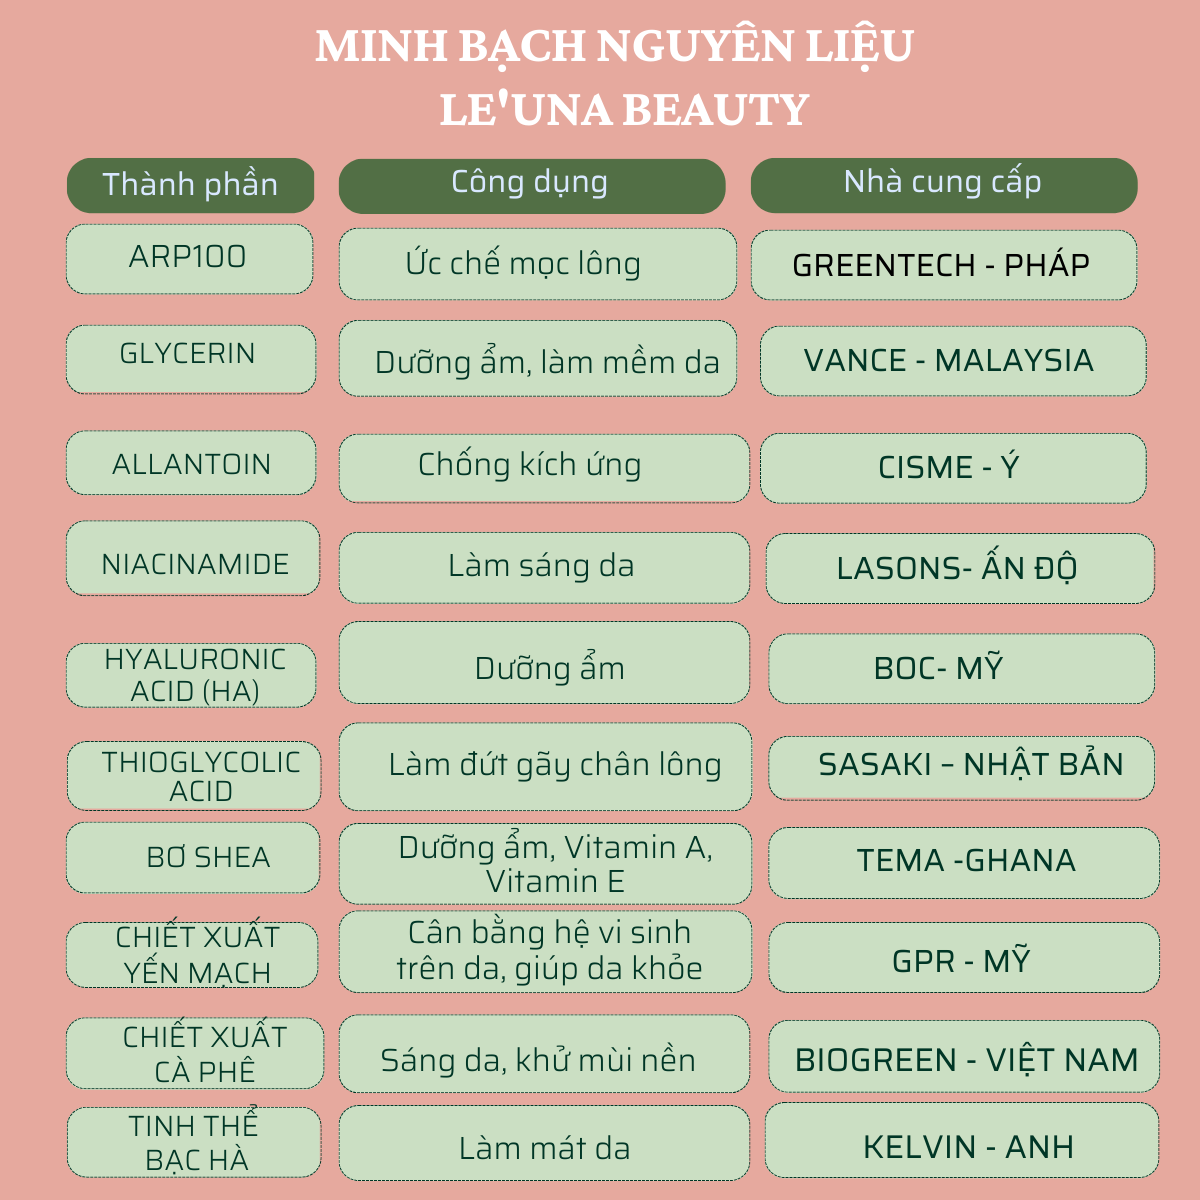 MINH BẠCH NGUYÊN LIỆU
LE'UNA BEAUTY
Thành phần
Công dụng
Nhà cung cấp
ARP100
Ức chế mọc lông
GREENTECH - PHÁP
GLYCERIN
Dưỡng ẩm, làm mềm da
VANCE - MALAYSIA
ALLANTOIN
Chống kích ứng
CISME - Ý
NIACINAMIDE
Làm sáng da
LASONS- ẤN ĐỘ
HYALURONIC
ACID (HA)
Dưỡng ẩm
BOC- MỸ
THIOGLYCOLIC
ACID
Làm đứt gãy chân lông
SASAKI – NHẬT BẢN
BƠ SHEA
Dưỡng ẩm, Vitamin A,
Vitamin E
TEMA -GHANA
CHIẾT XUẤT
YẾN MẠCH
Cân bằng hệ vi sinh
trên da, giúp da khỏe
GPR - MỸ
CHIẾT XUẤT
CÀ PHÊ
Sáng da, khử mùi nền
BIOGREEN - VIỆT NAM
TINH THỂ
BẠC HÀ
Làm mát da
KELVIN - ANH